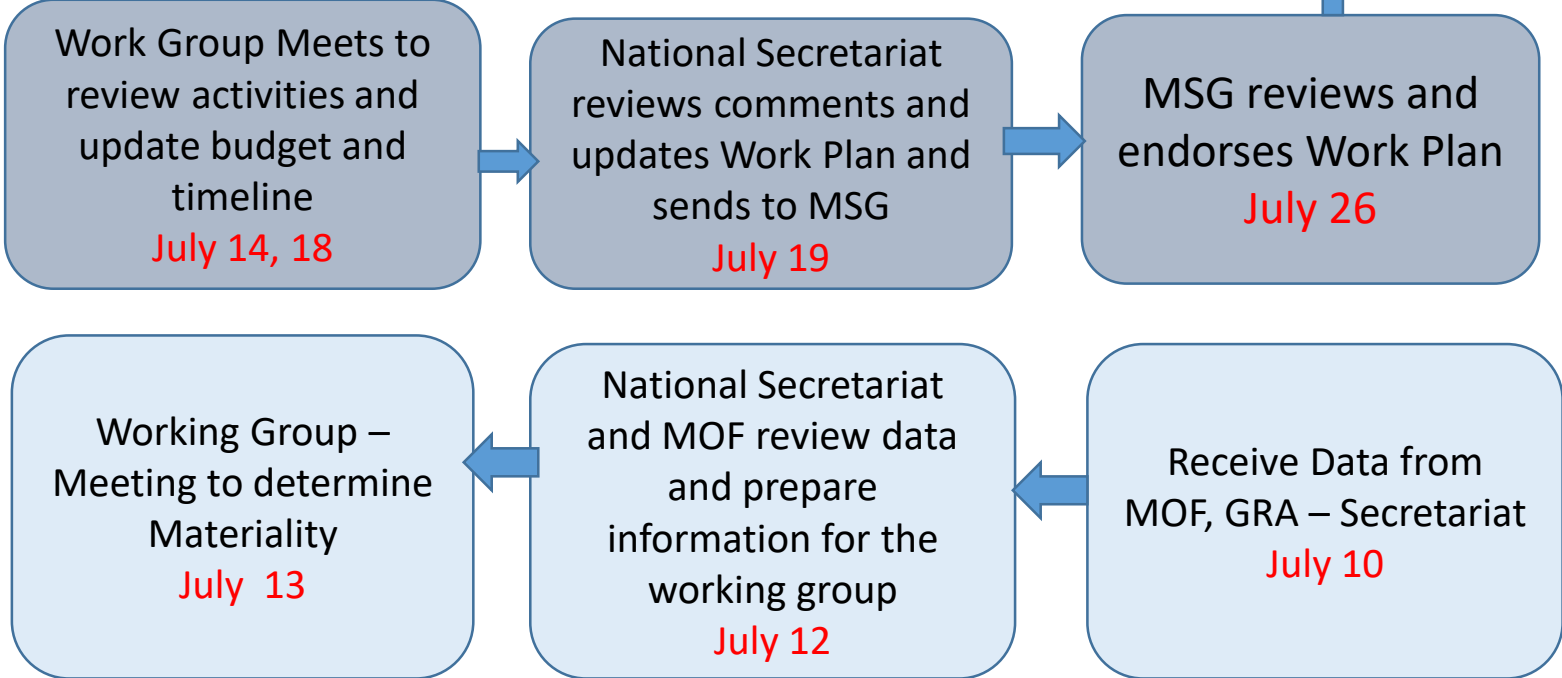 Work Group Meets to
review activities and
update budget and
timeline
July 14, 18
National Secretariat
reviews comments and
updates Work Plan and
sends to MSG
July 19
MSG reviews and
endorses Work Plan
July 26
Working Group –
Meeting to determine
Materiality
July  13
National Secretariat
and MOF review data
and prepare
information for the
working group
July 12
Receive Data from
MOF, GRA – Secretariat
July 10